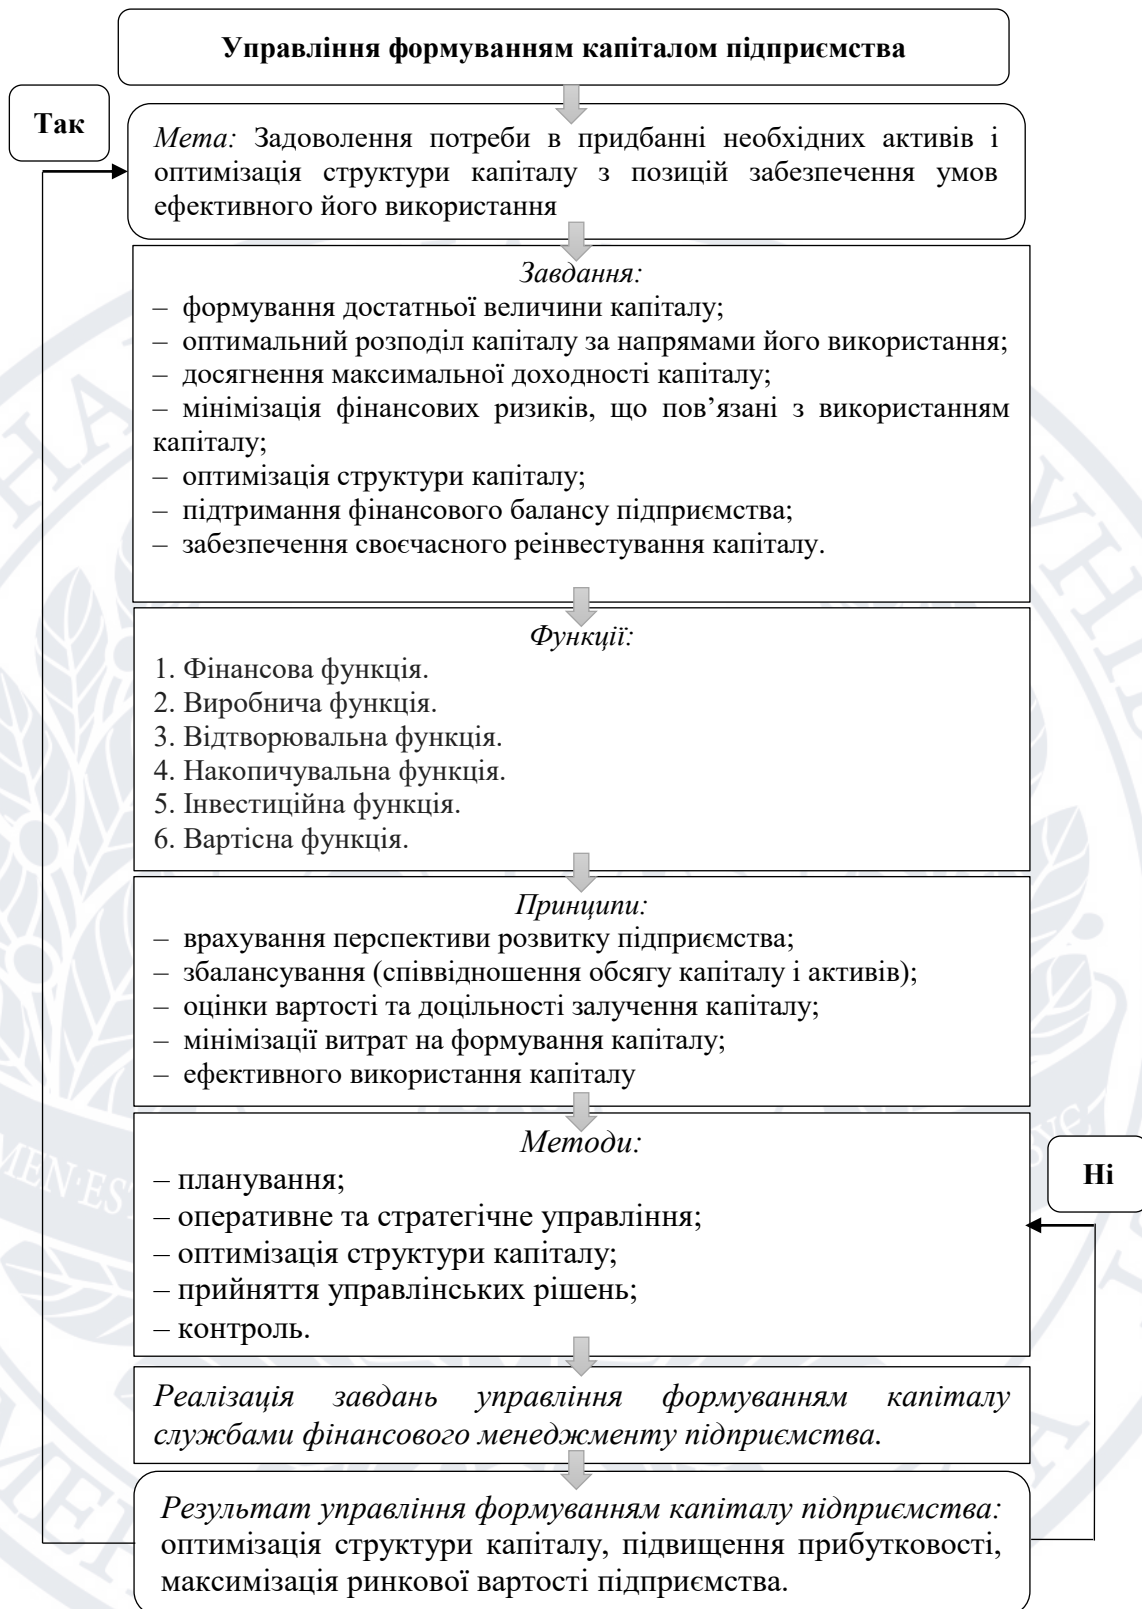 Управління формуванням капіталом підприємства
Так
Мета: Задоволення потреби в придбанні необхідних активів і
оптимізація структури капіталу з позицій забезпечення умов
ефективного його використання
Завдання:
– формування достатньої величини капіталу;
– оптимальний розподіл капіталу за напрямами його використання;
– досягнення максимальної доходності капіталу;
– мінімізація фінансових ризиків, що пов’язані з використанням
капіталу;
– оптимізація структури капіталу;
– підтримання фінансового балансу підприємства;
– забезпечення своєчасного реінвестування капіталу.
Функції:
1. Фінансова функція.
2. Виробнича функція.
3. Відтворювальна функція.
4. Накопичувальна функція.
5. Інвестиційна функція.
6. Вартісна функція.
Принципи:
– врахування перспективи розвитку підприємства;
– збалансування (співвідношення обсягу капіталу і активів);
– оцінки вартості та доцільності залучення капіталу;
– мінімізації витрат на формування капіталу;
– ефективного використання капіталу
Методи:
– планування;
– оперативне та стратегічне управління;
– оптимізація структури капіталу;
– прийняття управлінських рішень;
– контроль.
Ні
Реалізація завдань управління формуванням капіталу
службами фінансового менеджменту підприємства.
Результат управління формуванням капіталу підприємства:
оптимізація структури капіталу, підвищення прибутковості,
максимізація ринкової вартості підприємства.